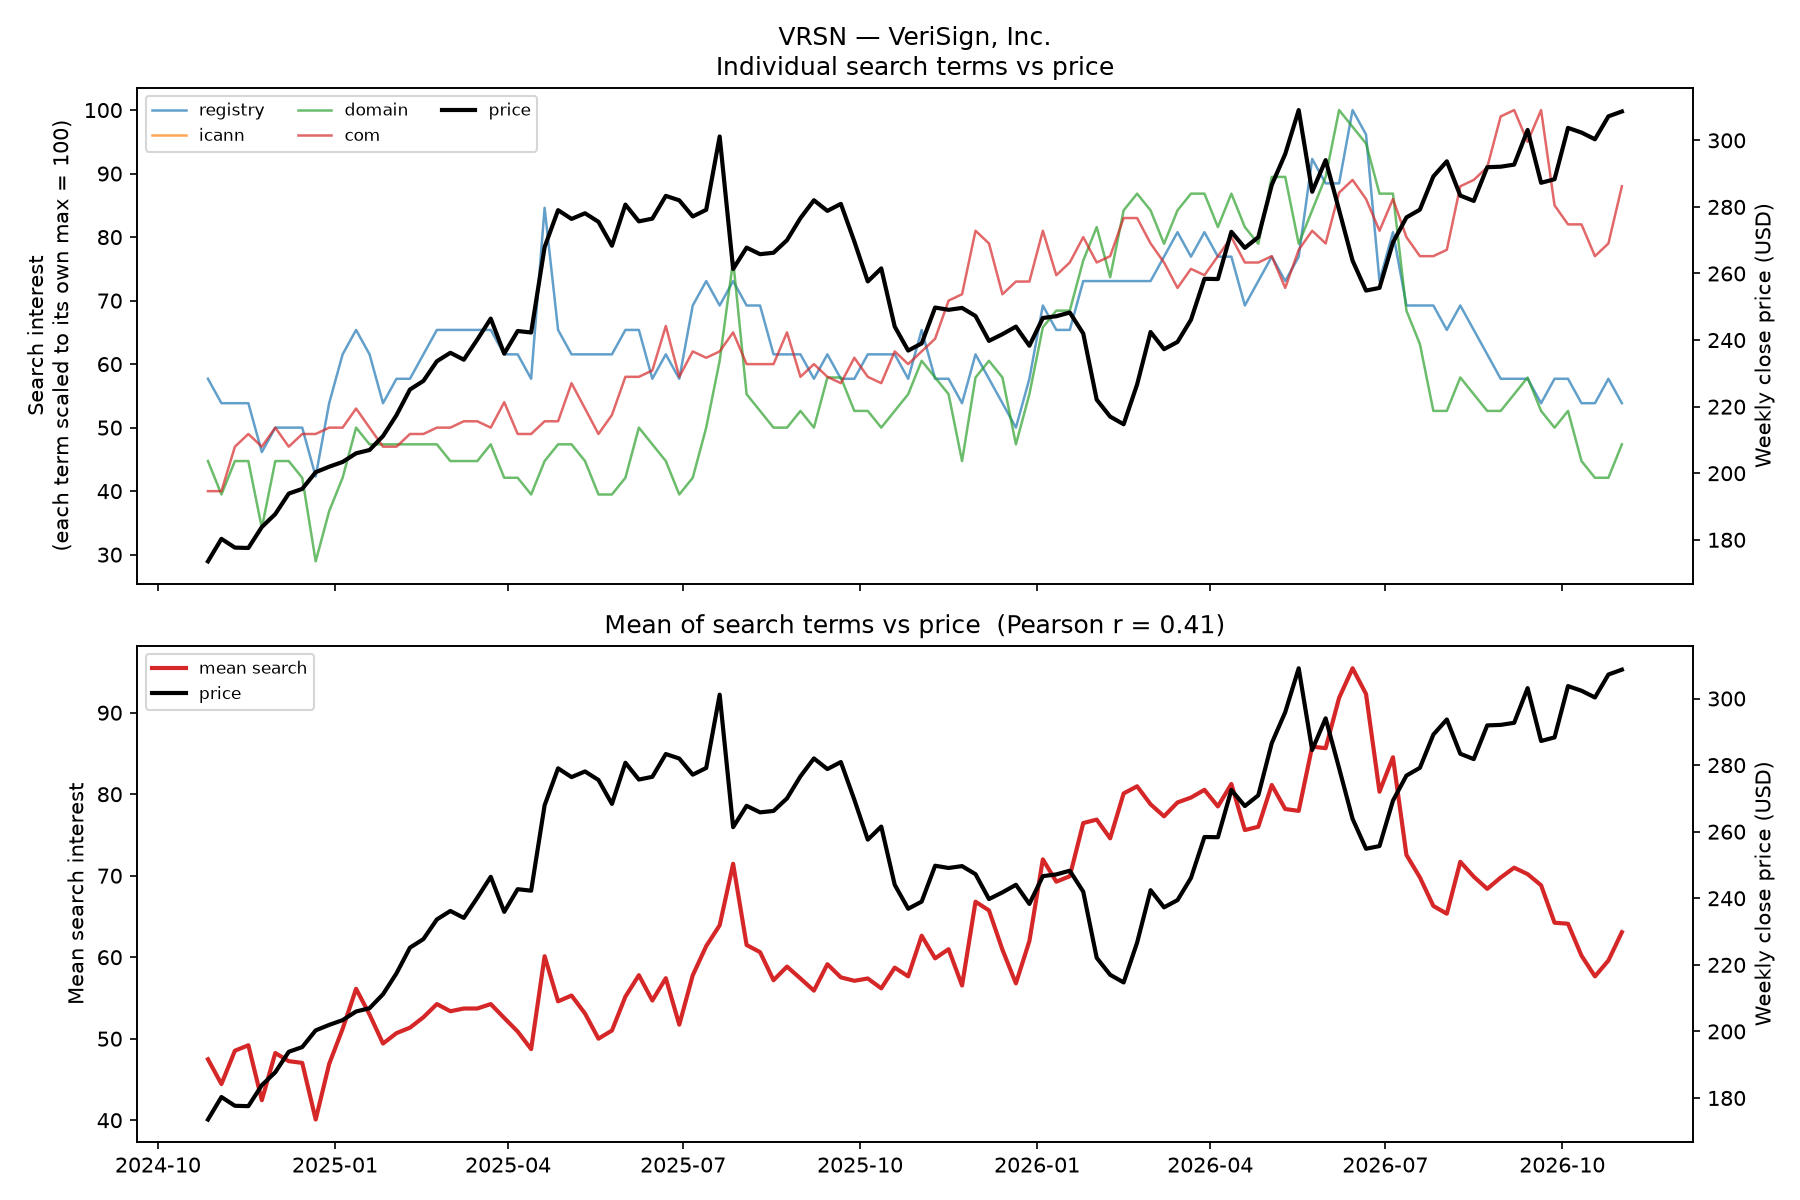 VRSN — VeriSign, Inc.
Individual search terms vs price
registry
icann
domain
com
price
Search interest
(each term scaled to its own max = 100)
100
90
80
70
60
50
40
30
300
280
260
240
220
200
180
Weekly close price (USD)
Mean of search terms vs price (Pearson r = 0.41)
mean search
price
Mean search interest
90
80
70
60
50
40
300
280
260
240
220
200
180
Weekly close price (USD)
2024-10
2025-01
2025-04
2025-07
2025-10
2026-01
2026-04
2026-07
2026-10